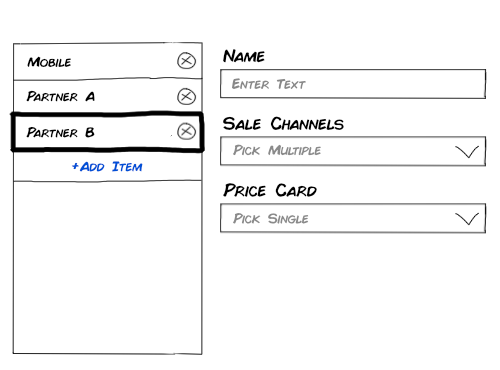 Mobile
Partner A
Partner B
+Add Item
Name
Enter Text
Sale Channels
Pick Multiple
Price Card
Pick Single